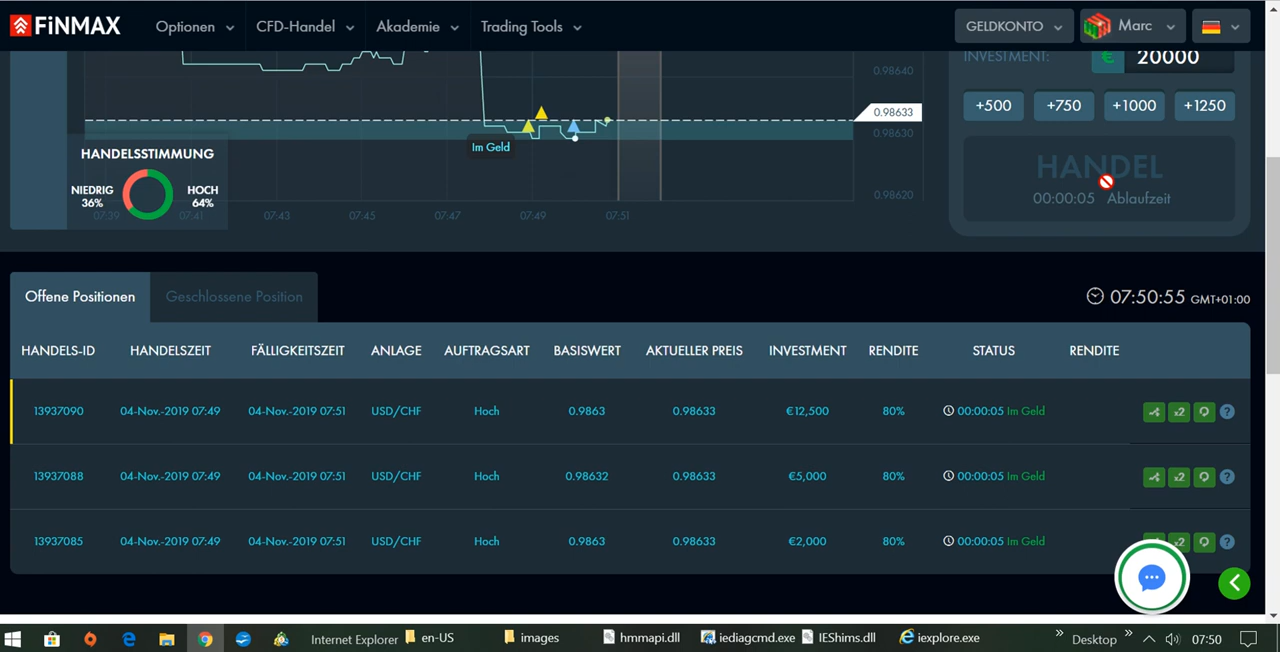 FiNMAX Optionen CFD-Handel Akademie Trading Tools GELDKONTO Marc
INVESTMENT: € 20000
+500 +750 +1000 +1250
HANDEL
00:00:05 Ablaufzeit
0.98640
0.98633
0.98630
0.98620
Im Geld
HANDELSSTIMMUNG
NIEDRIG 36%
HOCH 64%
07:39 07:41 07:43 07:45 07:47 07:49 07:51
Offene Positionen Geschlossene Position 07:50:55 GMT+01:00
HANDELS-ID HANDELSZEIT FÄLLIGKEITSZEIT ANLAGE AUFTRAGSART BASISWERT AKTUELLER PREIS INVESTMENT RENDITE STATUS RENDITE
13937090 04-Nov.-2019 07:49 04-Nov.-2019 07:51 USD/CHF Hoch 0.9863 0.98633 €12,500 80% 00:00:05 Im Geld x2 ?
13937088 04-Nov.-2019 07:49 04-Nov.-2019 07:51 USD/CHF Hoch 0.98632 0.98633 €5,000 80% 00:00:05 Im Geld x2 ?
13937085 04-Nov.-2019 07:49 04-Nov.-2019 07:51 USD/CHF Hoch 0.9863 0.98633 €2,000 80% 00:00:05 Im Geld x2 ?
Internet Explorer en-US images hmmapi.dll iediagcmd.exe IEShims.dll iexplore.exe » Desktop » 07:50